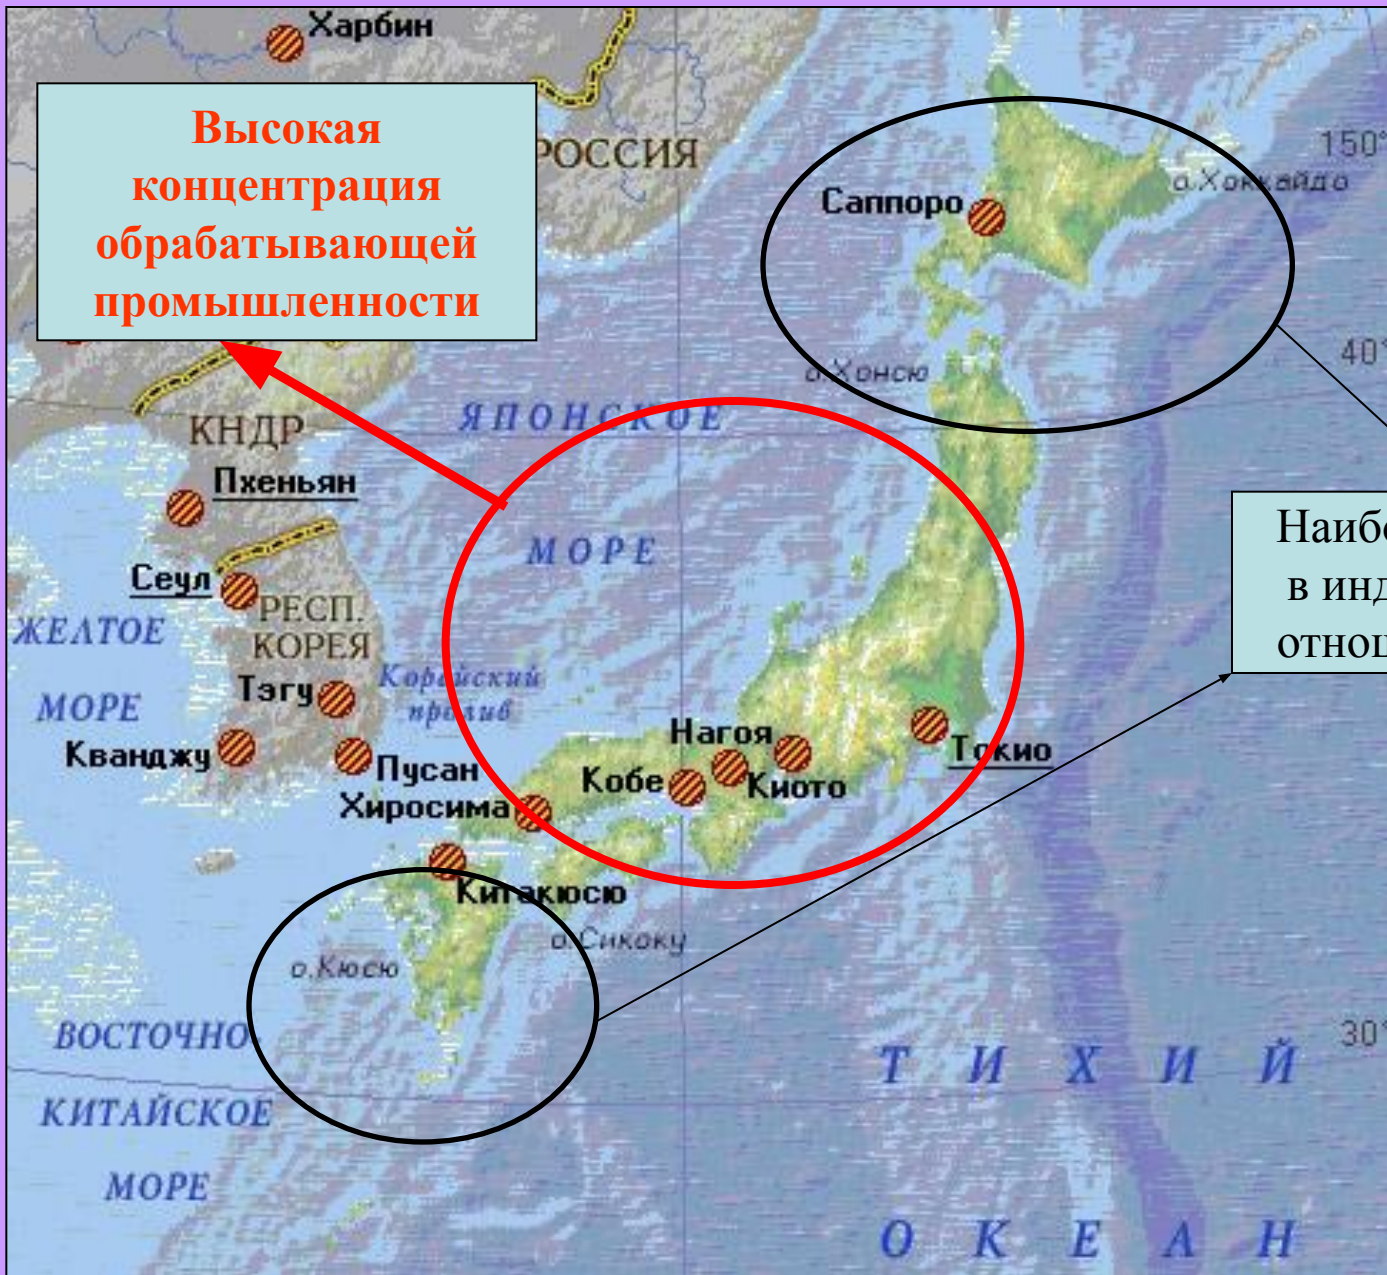 Харбин
Высокая
концентрация
обрабатывающей
промышленности
РОССИЯ
150°
о.Хоккайдо
Саппоро
40°
о.Хонсю
ЯПОНСКОЕ
МОРЕ
КНДР
Пхеньян
Сеул
РЕСП.
КОРЕЯ
ЖЕЛТОЕ
МОРЕ
Корейский
пролив
Тэгу
Кванджу
Пусан
Нагоя
Токио
Кобе
Киото
Хиросима
Китакюсю
о.Сикоку
о.Кюсю
в
ВОСТОЧНО-
КИТАЙСКОЕ
МОРЕ
30°
ТИХИЙ
ОКЕАН